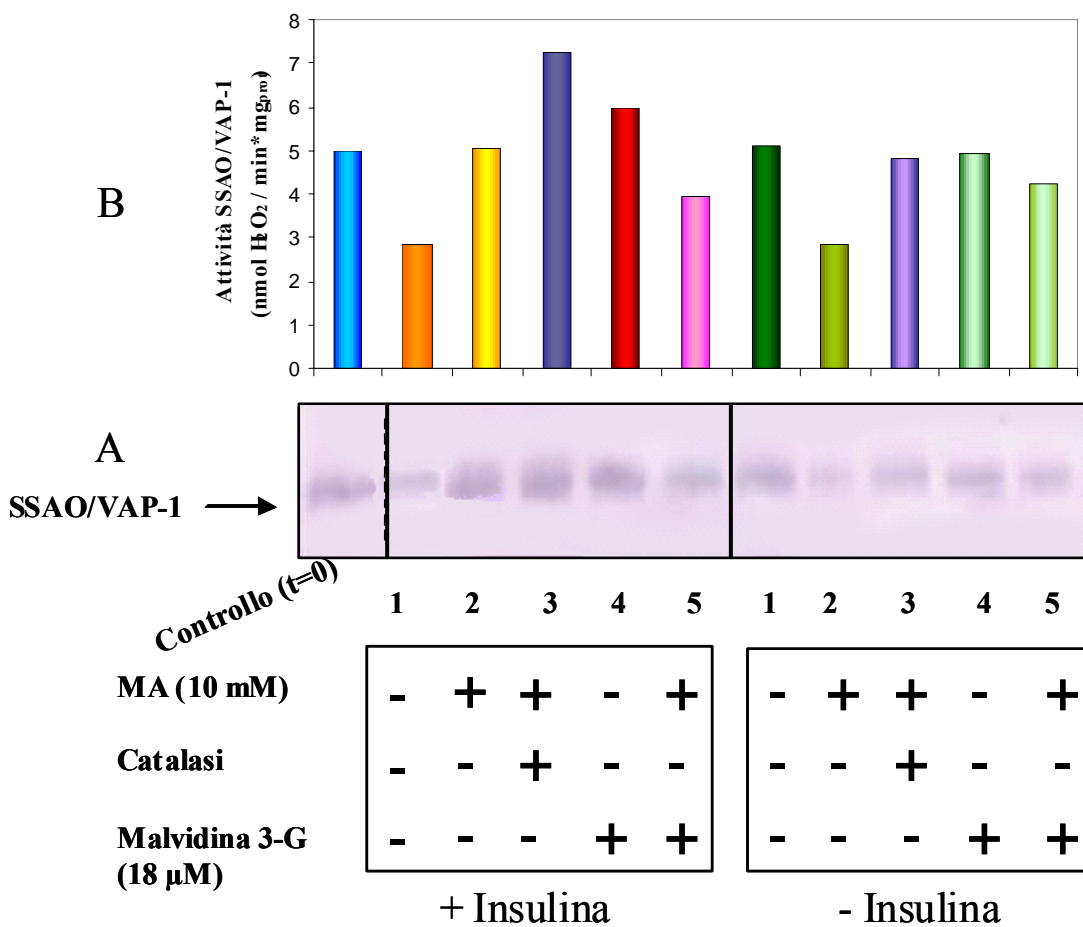 B
Attività SSAO/VAP-1
(nmol H2O2 / min*mgprot)
8
7
6
5
4
3
2
1
0
A
SSAO/VAP-1
Controllo (t=0)
1 2 3 4 5 1 2 3 4 5
MA (10 mM) - + + - + - + + - +
Catalasi - - + - - - - + - -
Malvidina 3-G - - - + + - - - + +
(18 µM)
+ Insulina - Insulina